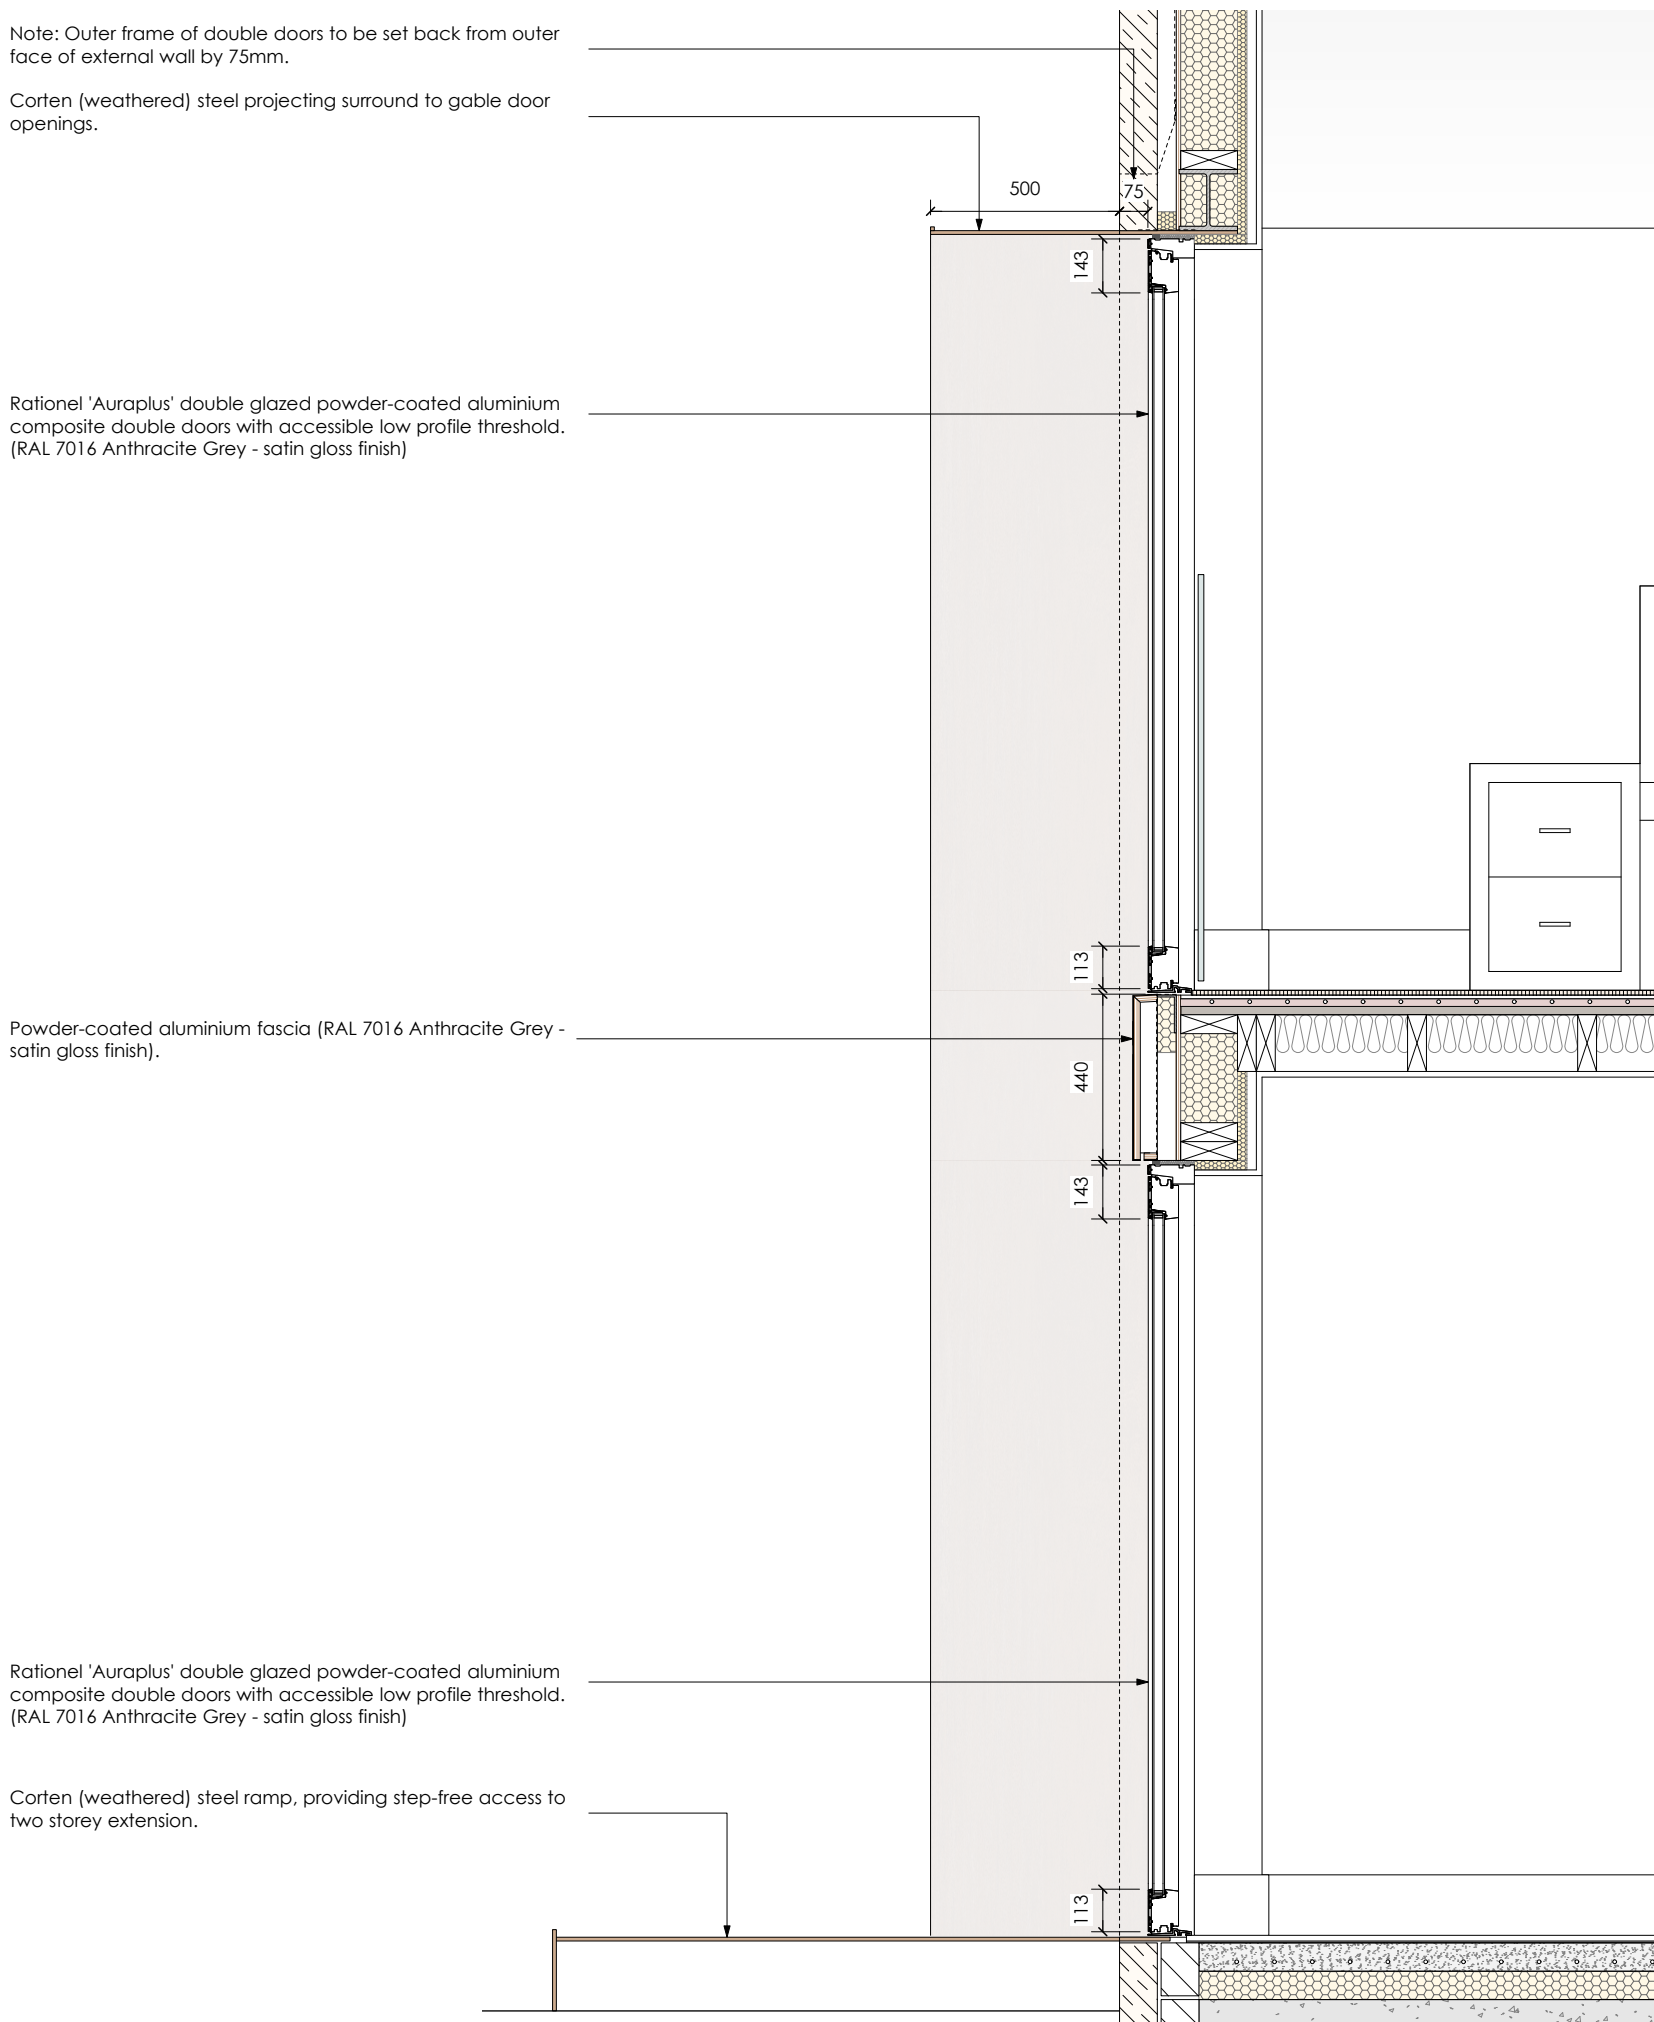 Note: Outer frame of double doors to be set back from outer
face of external wall by 75mm.
Corten (weathered) steel projecting surround to gable door
openings.
500
75
143
Rationel 'Auraplus' double glazed powder-coated aluminium
composite double doors with accessible low profile threshold.
(RAL 7016 Anthracite Grey - satin gloss finish)
113
Powder-coated aluminium fascia (RAL 7016 Anthracite Grey -
satin gloss finish).
440
143
Rationel 'Auraplus' double glazed powder-coated aluminium
composite double doors with accessible low profile threshold.
(RAL 7016 Anthracite Grey - satin gloss finish)
Corten (weathered) steel ramp, providing step-free access to
two storey extension.
113